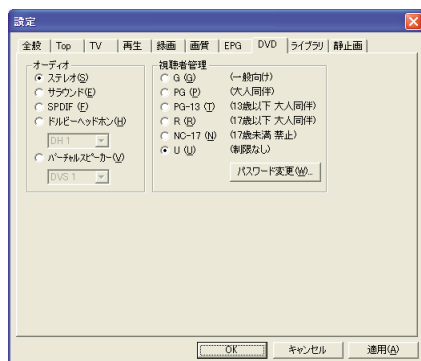 設定
全般 Top TV 再生 録画 画質 EPG DVD ライブラリ 静止画
オーディオ
ステレオ(S)
サラウンド(E)
SPDIF (F)
ドルビーヘッドホン(H)
DH 1
バーチャルスピーカー(V)
DVS 1
視聴者管理
G (G) (一般向け)
PG (P) (大人同伴)
PG-13 (T) (13歳以下 大人同伴)
R (R) (17歳以下 大人同伴)
NC-17 (N) (17歳未満 禁止)
U (U) (制限なし)
パスワード変更(W)...
OK キャンセル 適用(A)